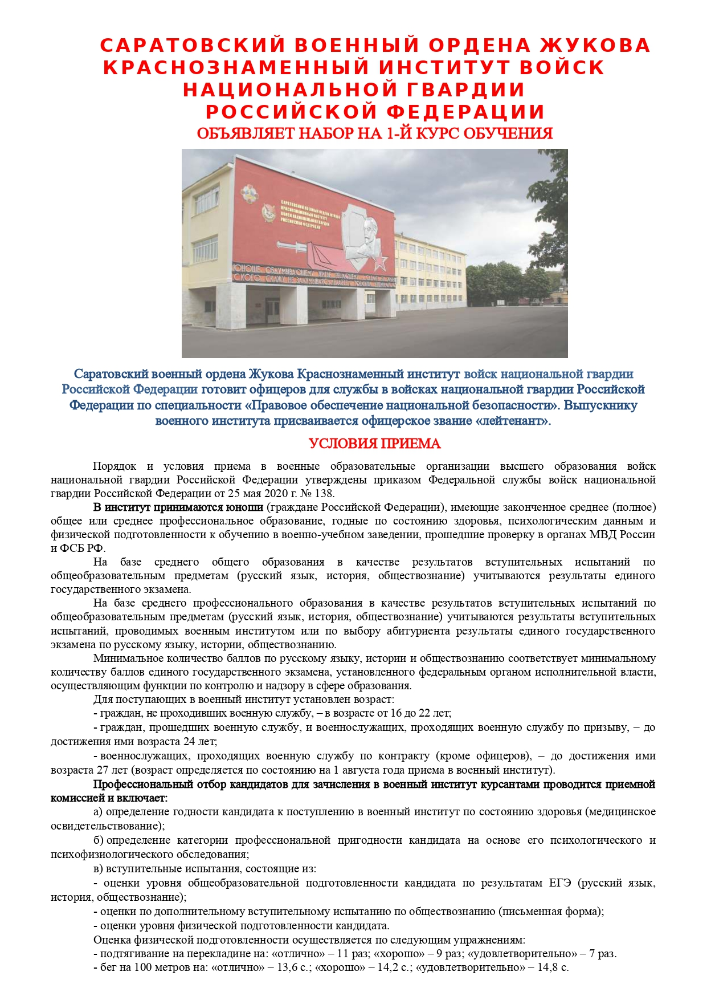 САРАТОВСКИЙ ВОЕННЫЙ ОРДЕНА ЖУКОВА
КРАСНОЗНАМЕННЫЙ ИНСТИТУТ ВОЙСК
НАЦИОНАЛЬНОЙ ГВАРДИИ
РОССИЙСКОЙ ФЕДЕРАЦИИ
ОБЪЯВЛЯЕТ НАБОР НА 1-Й КУРС ОБУЧЕНИЯ
САРАТОВСКИЙ ВОЕННЫЙ ОРДЕНА ЖУКОВА
КРАСНОЗНАМЕННЫЙ ИНСТИТУТ
ВОЙСК НАЦИОНАЛЬНОЙ ГВАРДИИ
РОССИЙСКОЙ ФЕДЕРАЦИИ
ЮНОШЕ, ОБДУМЫВАЮЩЕМУ ЖИТЬЕ, РЕШАЮЩЕМУ
СКАЖУ НЕ ЗАДУМЫВАЯСЬ
Саратовский военный ордена Жукова Краснознаменный институт войск национальной гвардии
Российской Федерации готовит офицеров для службы в войсках национальной гвардии Российской
Федерации по специальности «Правовое обеспечение национальной безопасности». Выпускнику
военного института присваивается офицерское звание «лейтенант».
УСЛОВИЯ ПРИЕМА
Порядок и условия приема в военные образовательные организации высшего образования войск
национальной гвардии Российской Федерации утверждены приказом Федеральной службы войск национальной
гвардии Российской Федерации от 25 мая 2020 г. № 138.
В институт принимаются юноши (граждане Российской Федерации), имеющие законченное среднее (полное)
общее или среднее профессиональное образование, годные по состоянию здоровья, психологическим данным и
физической подготовленности к обучению в военно-учебном заведении, прошедшие проверку в органах МВД России
и ФСБ РФ.
На базе среднего общего образования в качестве результатов вступительных испытаний по
общеобразовательным предметам (русский язык, история, обществознание) учитываются результаты единого
государственного экзамена.
На базе среднего профессионального образования в качестве результатов вступительных испытаний по
общеобразовательным предметам (русский язык, история, обществознание) учитываются результаты вступительных
испытаний, проводимых военным институтом или по выбору абитуриента результаты единого государственного
экзамена по русскому языку, истории, обществознанию.
Минимальное количество баллов по русскому языку, истории и обществознанию соответствует минимальному
количеству баллов единого государственного экзамена, установленного федеральным органом исполнительной власти,
осуществляющим функции по контролю и надзору в сфере образования.
Для поступающих в военный институт установлен возраст:
- граждан, не проходивших военную службу, – в возрасте от 16 до 22 лет;
- граждан, прошедших военную службу, и военнослужащих, проходящих военную службу по призыву, – до
достижения ими возраста 24 лет;
- военнослужащих, проходящих военную службу по контракту (кроме офицеров), – до достижения ими
возраста 27 лет (возраст определяется по состоянию на 1 августа года приема в военный институт).
Профессиональный отбор кандидатов для зачисления в военный институт курсантами проводится приемной
комиссией и включает:
а) определение годности кандидата к поступлению в военный институт по состоянию здоровья (медицинское
освидетельствование);
б) определение категории профессиональной пригодности кандидата на основе его психологического и
психофизиологического обследования;
в) вступительные испытания, состоящие из:
- оценки уровня общеобразовательной подготовленности кандидата по результатам ЕГЭ (русский язык,
история, обществознание);
- оценки по дополнительному вступительному испытанию по обществознанию (письменная форма);
- оценки уровня физической подготовленности кандидата.
Оценка физической подготовленности осуществляется по следующим упражнениям:
- подтягивание на перекладине на: «отлично» – 11 раз; «хорошо» – 9 раз; «удовлетворительно» – 7 раз.
- бег на 100 метров на: «отлично» – 13,6 с.; «хорошо» – 14,2 с.; «удовлетворительно» – 14,8 с.